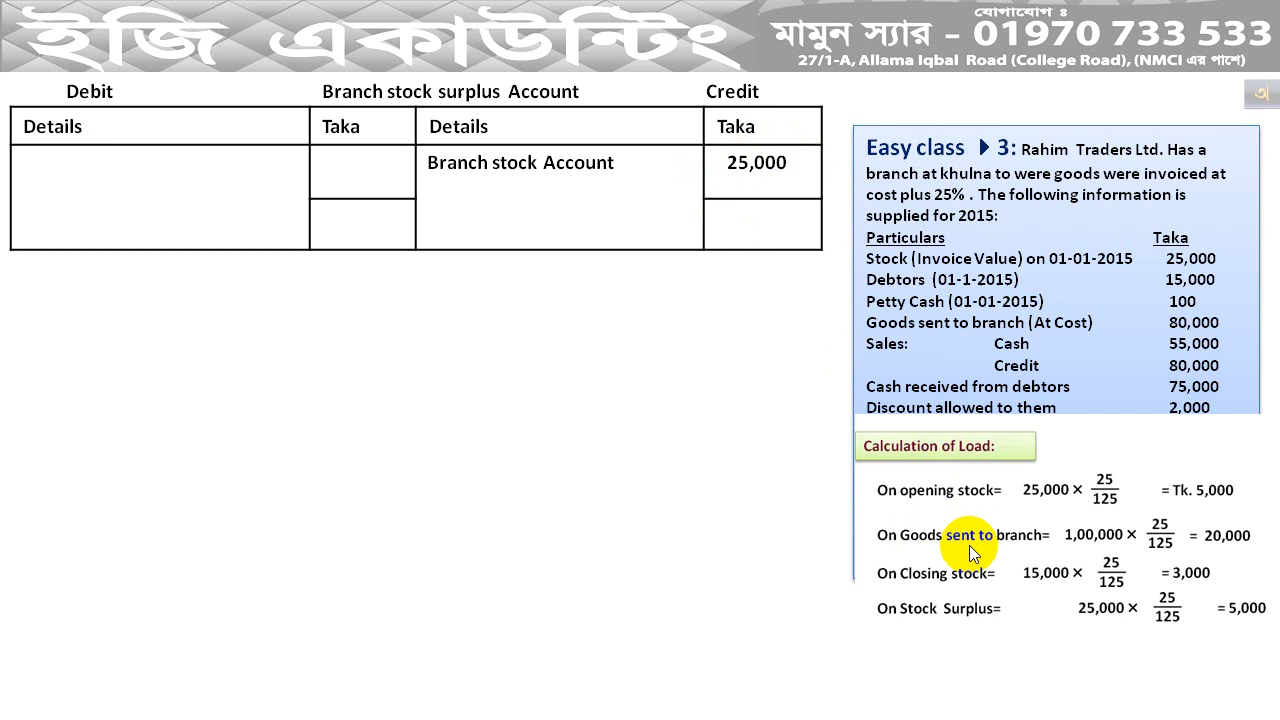 ইজি একাউন্টিং
যোগাযোগ ঃ
মামুন স্যার – 01970 733 533
27/1-A, Allama Iqbal Road (College Road), (NMCI এর পাশে)
Debit Branch stock surplus Account Credit
Details Taka Details Taka
Branch stock Account 25,000
অ
Easy class 3: Rahim Traders Ltd. Has a
branch at khulna to were goods were invoiced at
cost plus 25% . The following information is
supplied for 2015:
Particulars Taka
Stock (Invoice Value) on 01-01-2015 25,000
Debtors (01-1-2015) 15,000
Petty Cash (01-01-2015) 100
Goods sent to branch (At Cost) 80,000
Sales: Cash 55,000
Credit 80,000
Cash received from debtors 75,000
Discount allowed to them 2,000
Calculation of Load:
On opening stock= 25,000 × 25/125 = Tk. 5,000
On Goods sent to branch= 1,00,000 × 25/125 = 20,000
On Closing stock= 15,000 × 25/125 = 3,000
On Stock Surplus= 25,000 × 25/125 = 5,000